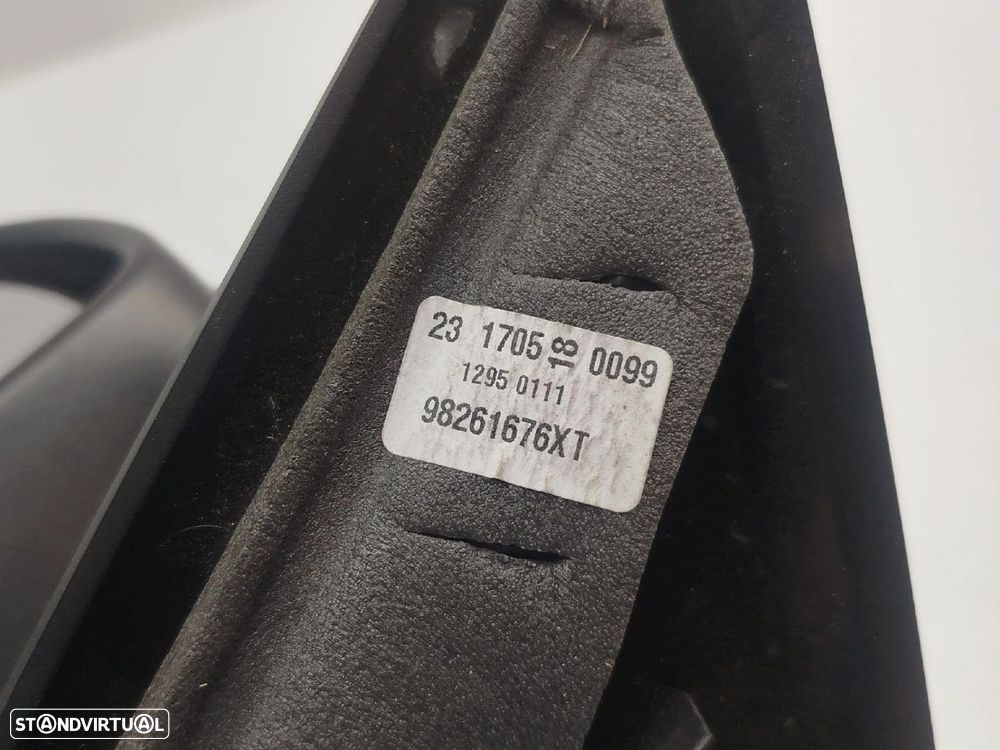 23 1705 18 0099
1295 0111
98261676XT
STANDVIRTUAL